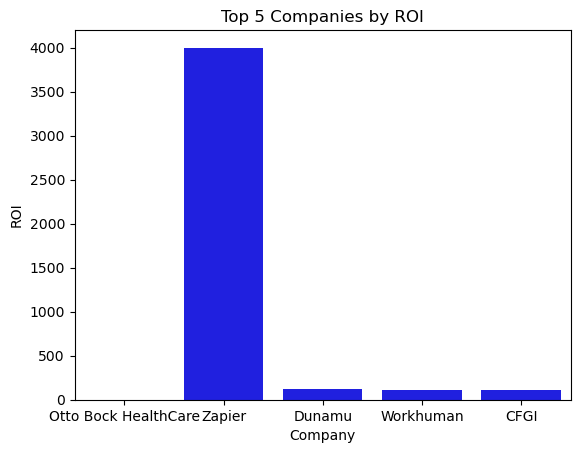 Top 5 Companies by ROI
4000
3500
3000
2500
2000
1500
1000
500
0
ROI
Otto Bock HealthCare Zapier Dunamu Workhuman CFGI
Company